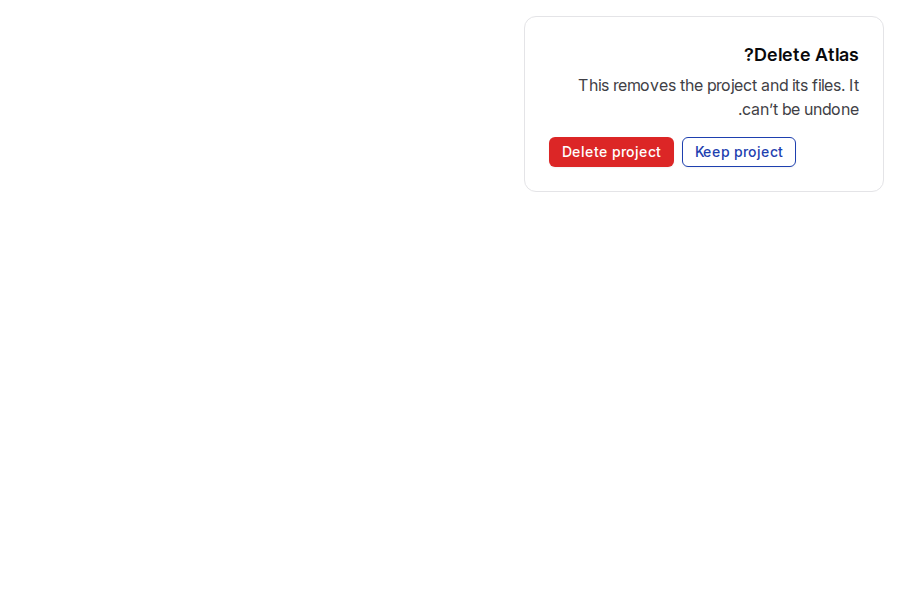 ?Delete Atlas
This removes the project and its files. It
.can't be undone
Keep project
Delete project